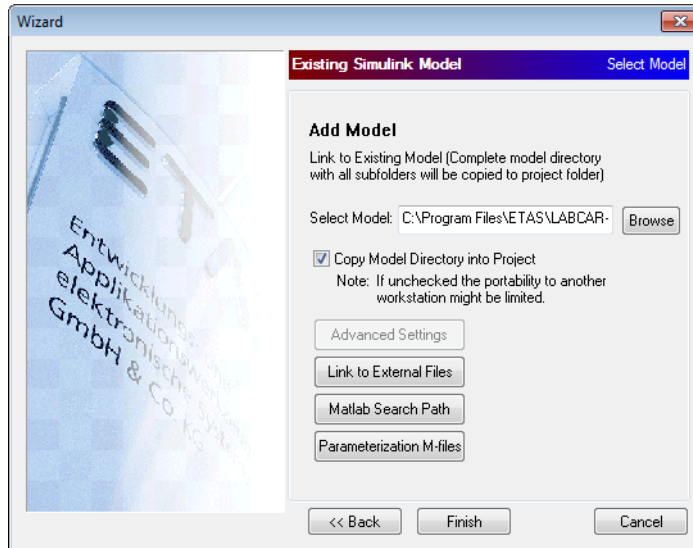 Wizard
Existing Simulink Model
Select Model
Add Model
Link to Existing Model (Complete model directory
with all subfolders will be copied to project folder)
Select Model:
C:\Program Files\ETAS\LABCAR-
Browse
Copy Model Directory into Project
Note: If unchecked the portability to another
workstation might be limited.
Advanced Settings
Link to External Files
Matlab Search Path
Parameterization M-files
<< Back
Finish
Cancel
ET
Entwicklungs
Applikationswerkzeuge
elektronische Systeme
GmbH & Co. KG